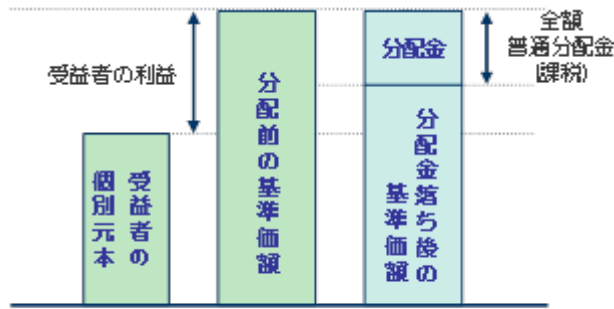 受益者の利益
受益者の
個別元本
分配前の基準価額
分配金
分配金落ち後の
基準価額
全額
普通分配金
(課税)